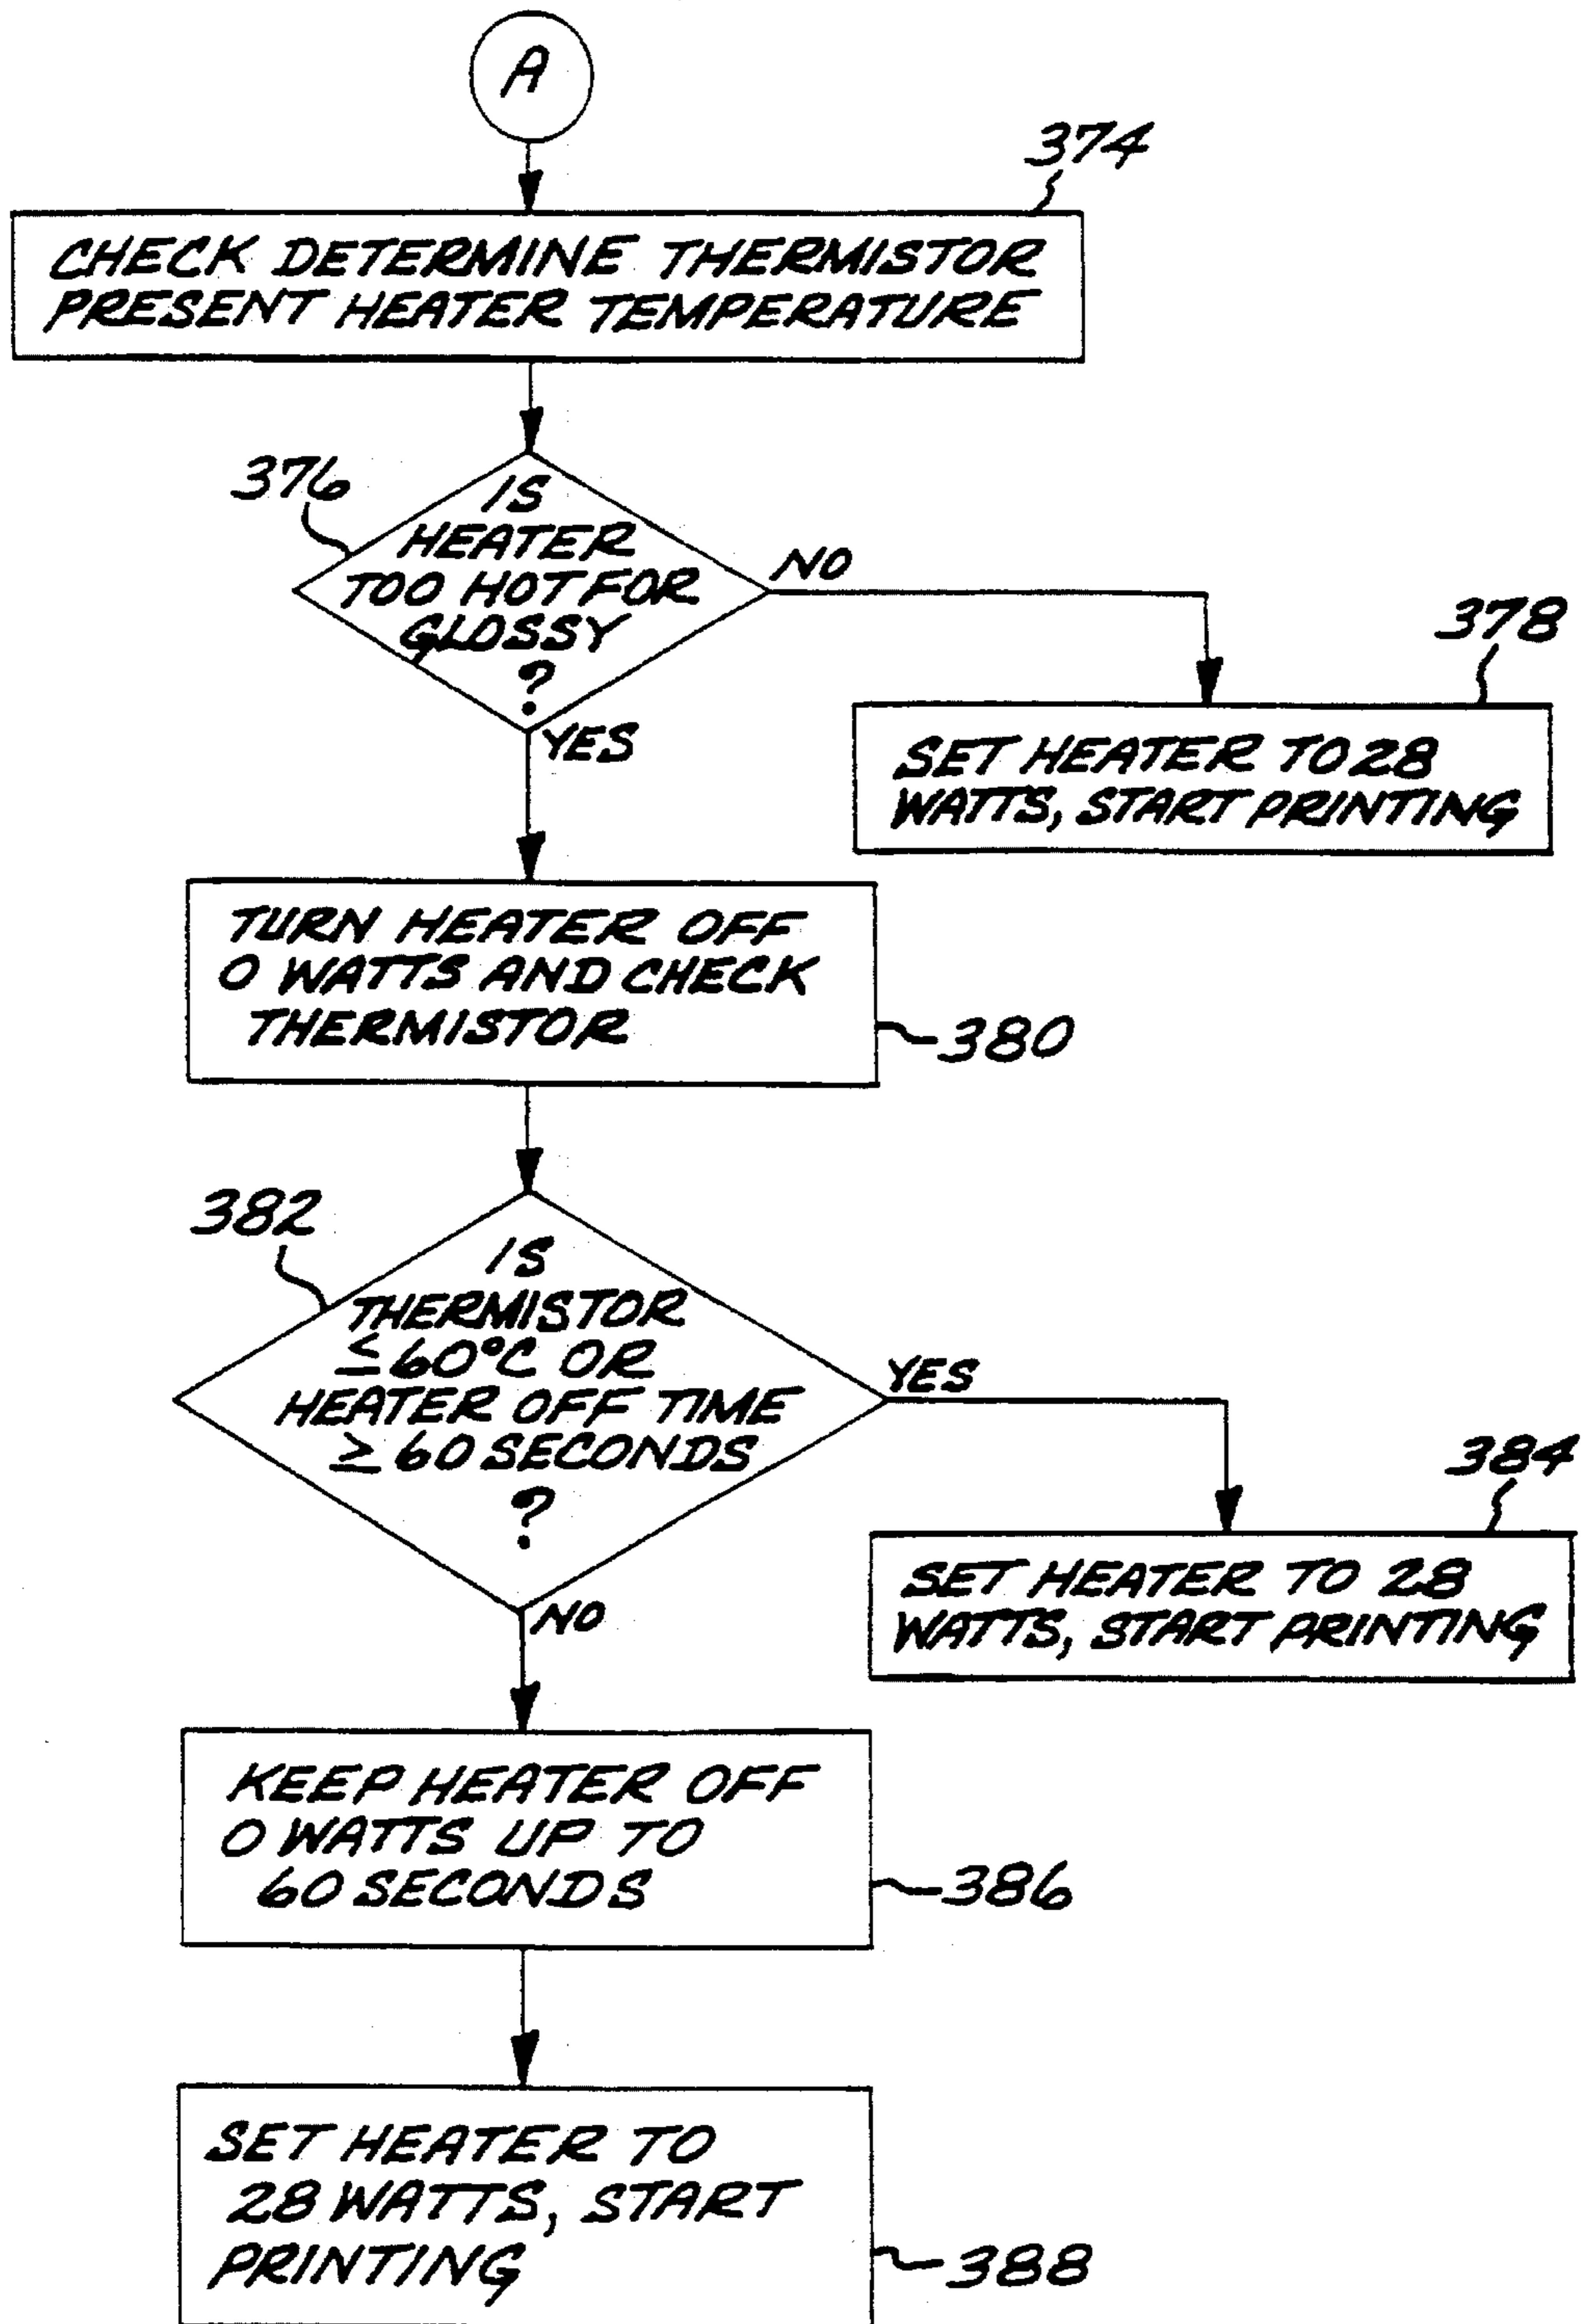 A
374
CHECK DETERMINE THERMISTOR
PRESENT HEATER TEMPERATURE
376
IS
HEATER
TOO HOT FOR
GLOSSY
?
NO
YES
378
SET HEATER TO 28
WATTS, START PRINTING
TURN HEATER OFF
0 WATTS AND CHECK
THERMISTOR
380
382
IS
THERMISTOR
≤ 60°C OR
HEATER OFF TIME
≥ 60 SECONDS
?
YES
NO
384
SET HEATER TO 28
WATTS, START PRINTING
KEEP HEATER OFF
0 WATTS UP TO
60 SECONDS
386
SET HEATER TO
28 WATTS, START
PRINTING
388